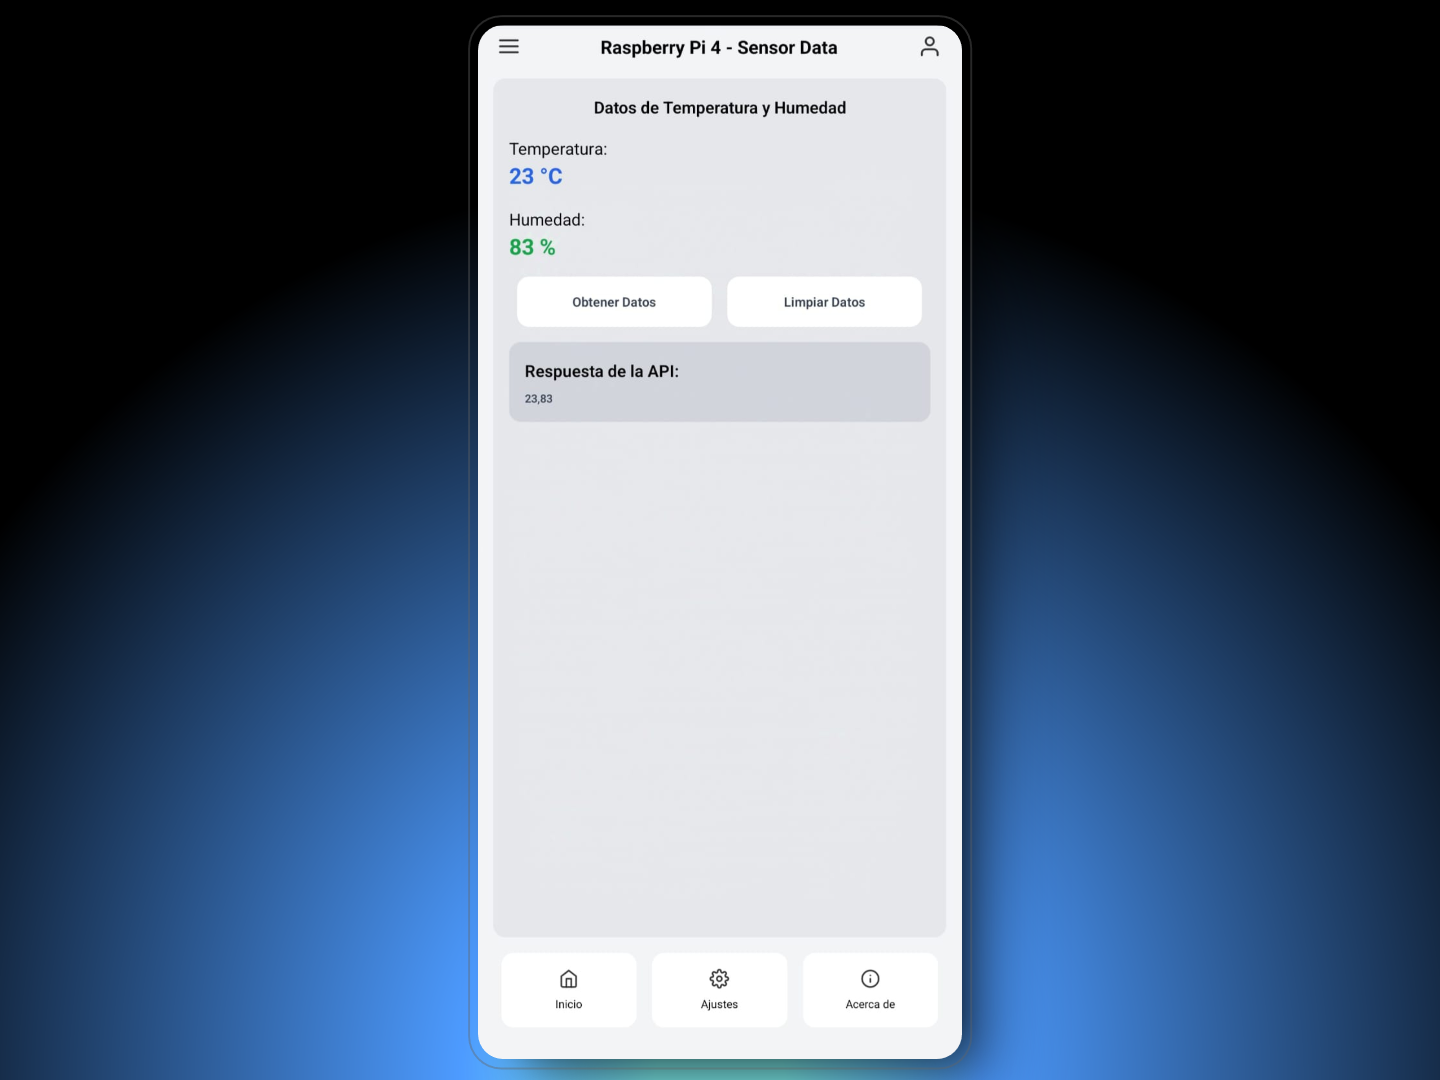 Raspberry Pi 4 - Sensor Data
Datos de Temperatura y Humedad
Temperatura:
23 °C
Humedad:
83 %
Obtener Datos
Limpiar Datos
Respuesta de la API:
23,83
Inicio
Ajustes
Acerca de